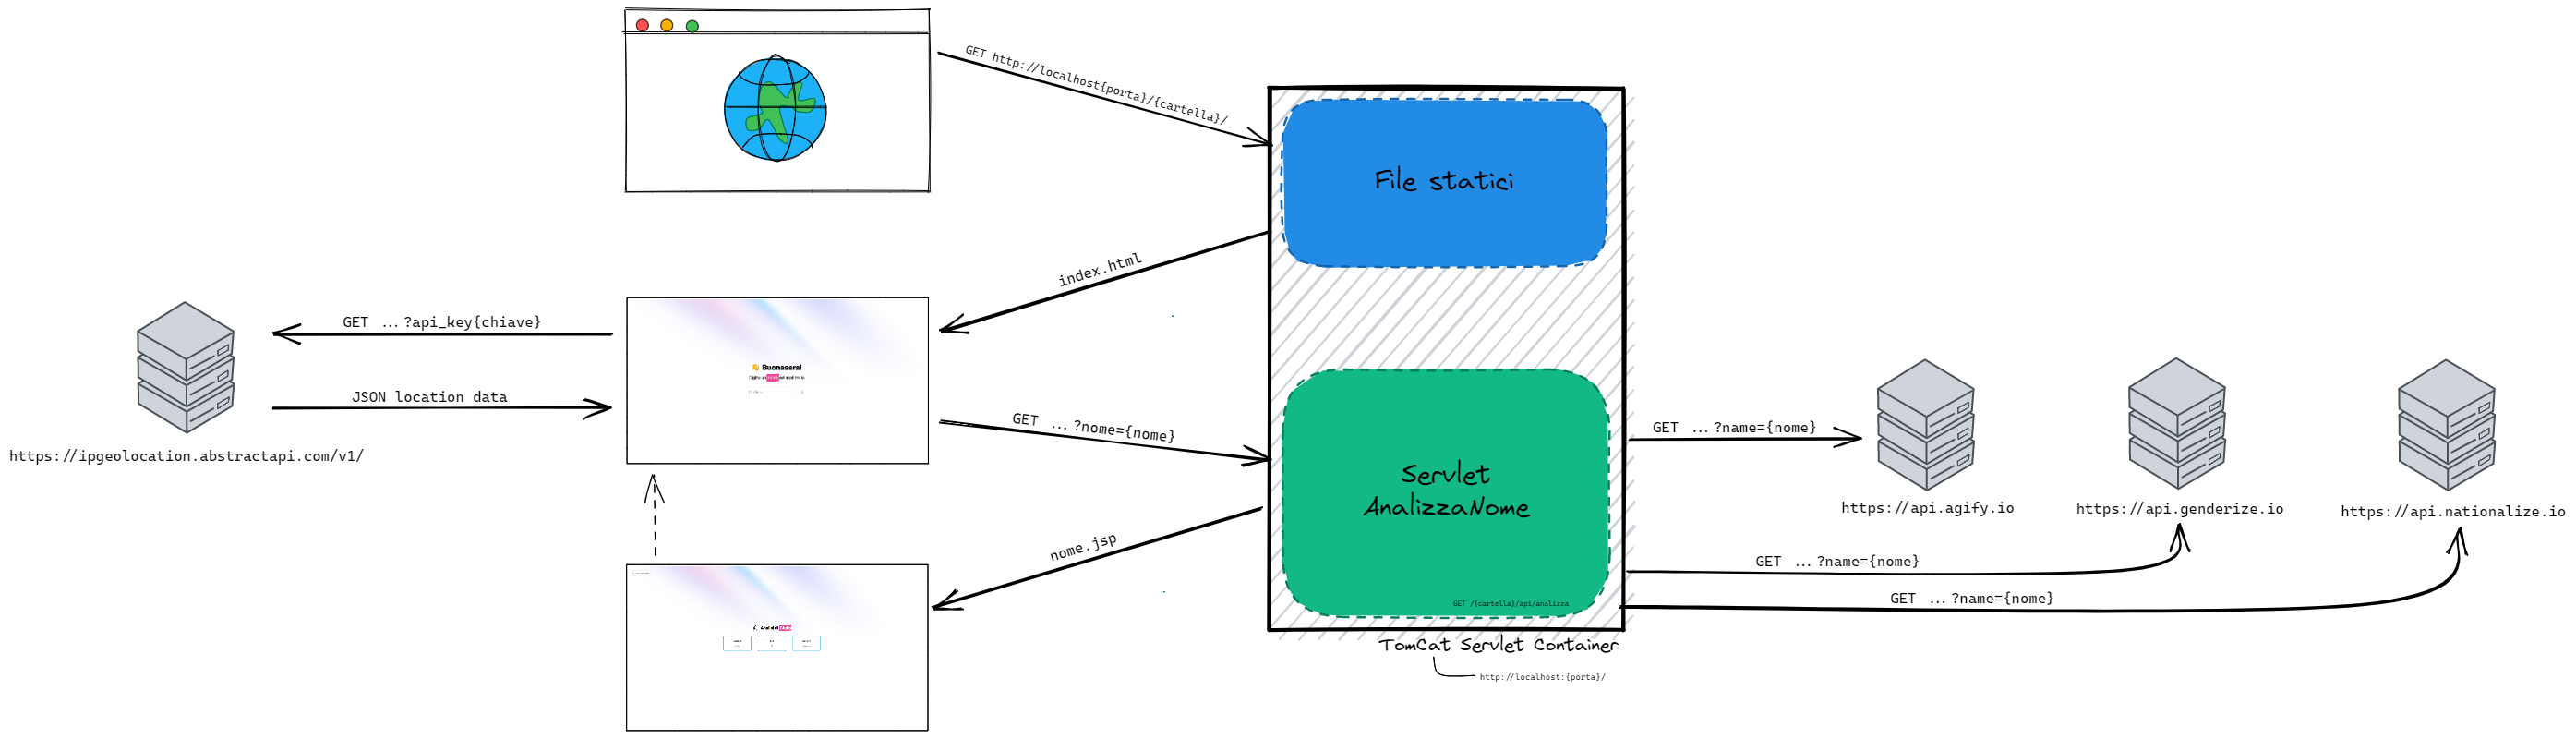 GET http://localhost{porta}/{cartella}/
File statici
index.html
GET ...?api_key{chiave}
JSON location data
https://ipgeolocation.abstractapi.com/v1/
👋 Buonasera!
GET ...?nome={nome}
Servlet
AnalizzaNome
GET /{cartella}/api/analizza
nome.jsp
TomCat Servlet Container
http://localhost:{porta}/
GET ...?name={nome}
https://api.agify.io
https://api.genderize.io
https://api.nationalize.io
GET ...?name={nome}
GET ...?name={nome}